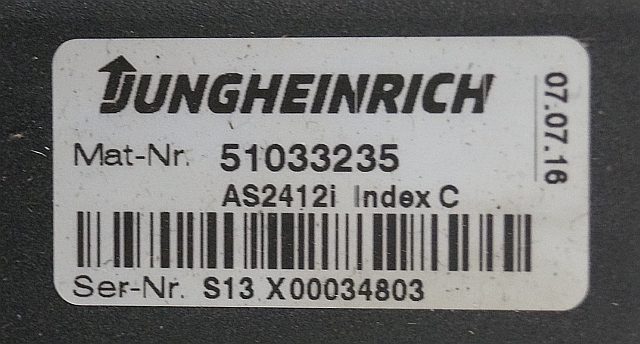 JUNGHEINRICH
07.07.16
Mat-Nr. 51033235
AS2412i Index C
Ser-Nr. S13 X00034803